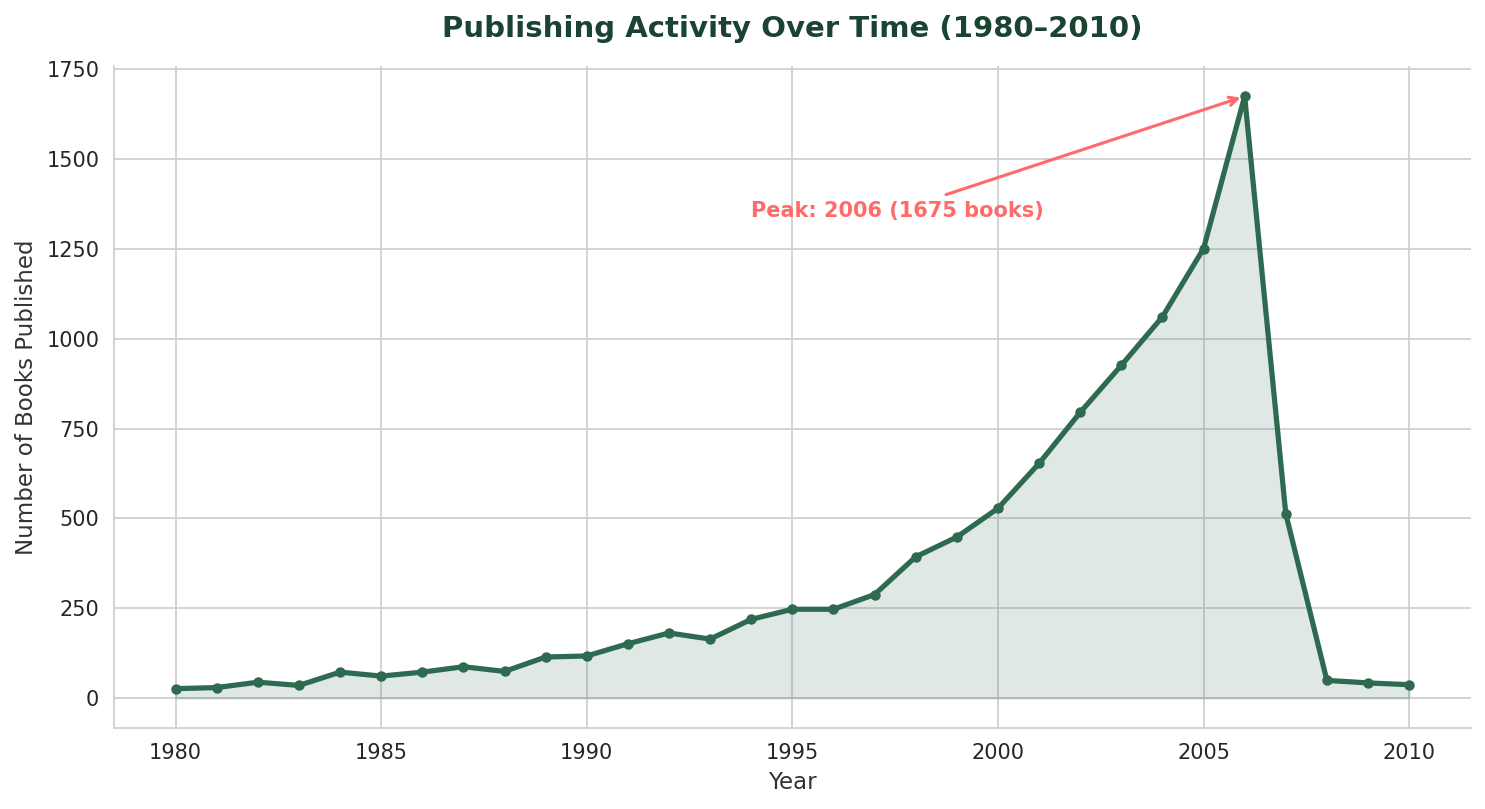 Publishing Activity Over Time (1980–2010)
Number of Books Published
1750
1500
1250
1000
750
500
250
0
Peak: 2006 (1675 books)
1980 1985 1990 1995 2000 2005 2010
Year